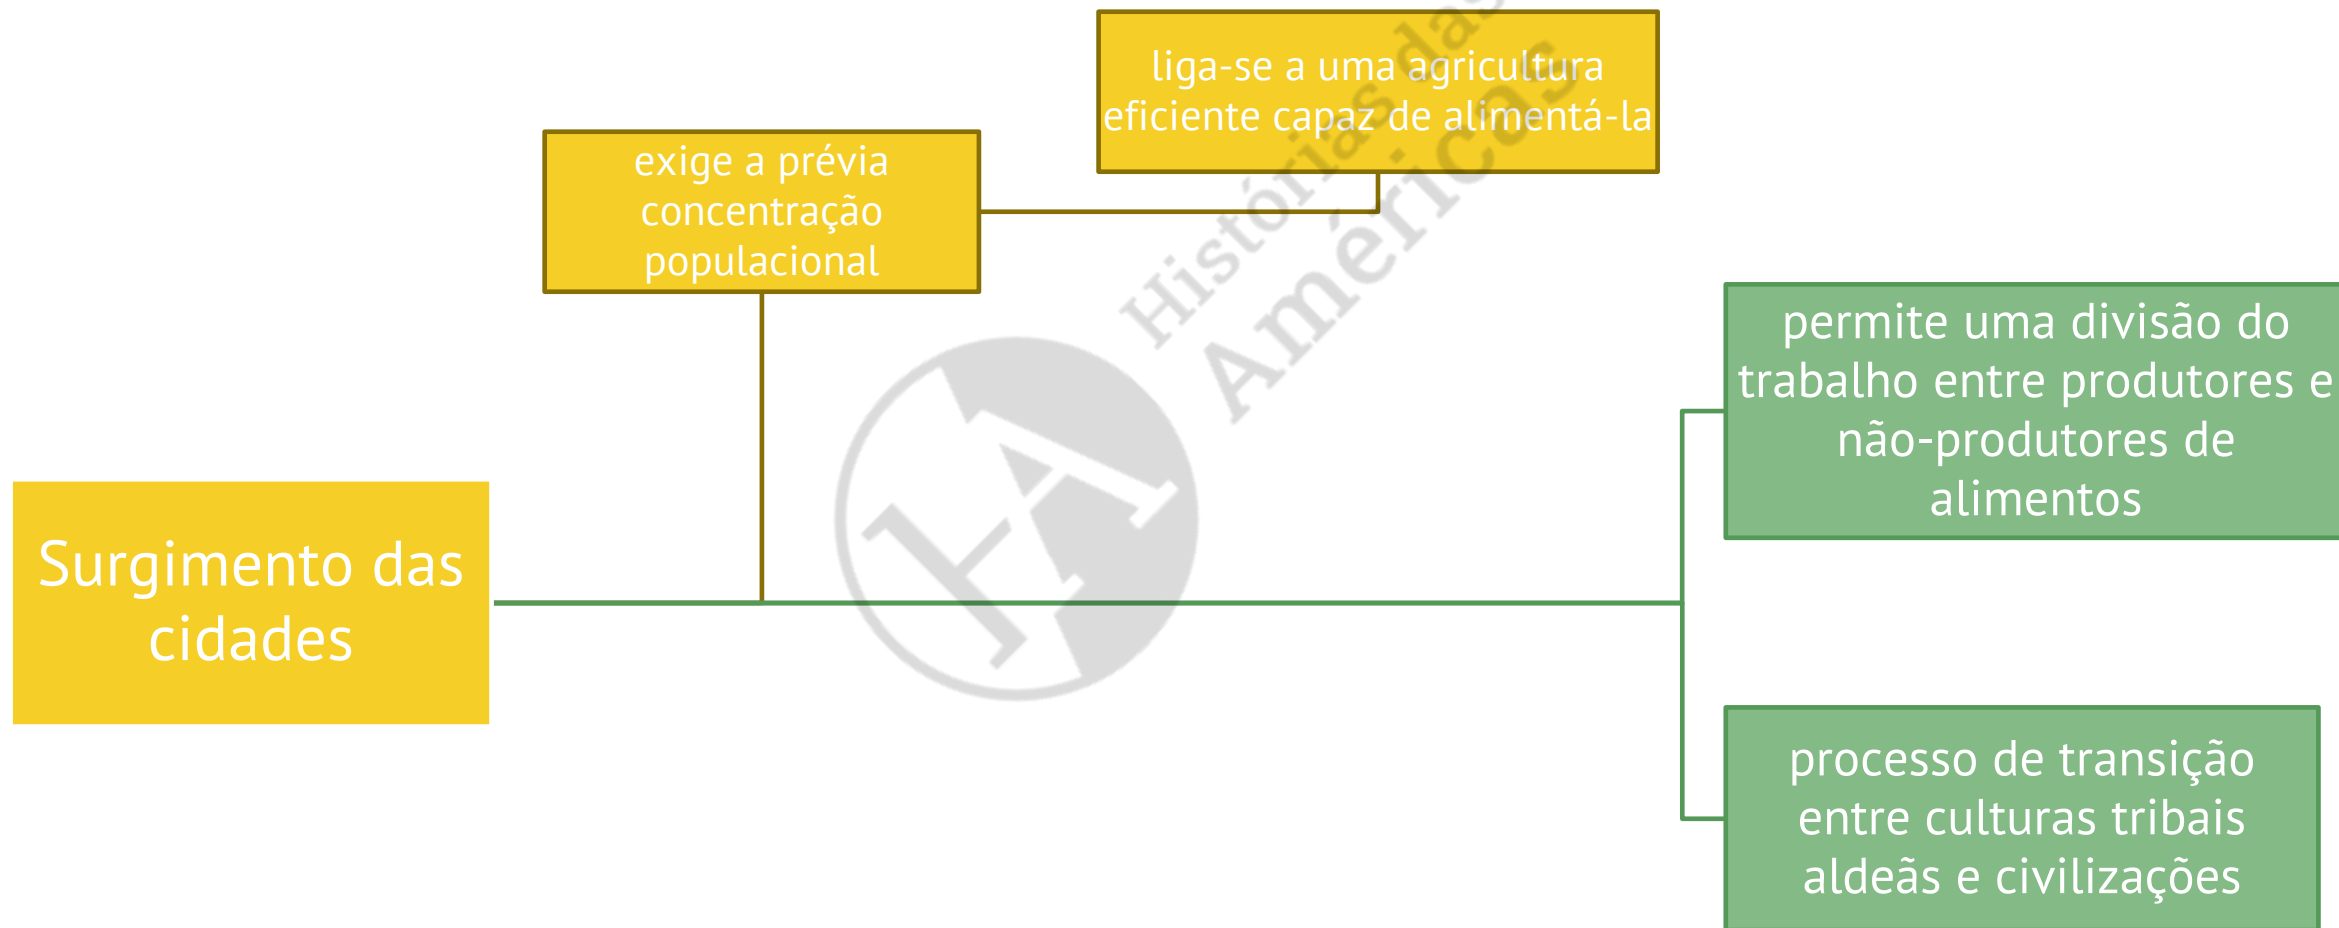 liga-se a uma agricultura
eficiente capaz de alimentá-la
exige a prévia
concentração
populacional
Histórias das
Américas
permite uma divisão do
trabalho entre produtores e
não-produtores de
alimentos
Surgimento das
cidades
processo de transição
entre culturas tribais
aldeãs e civilizações